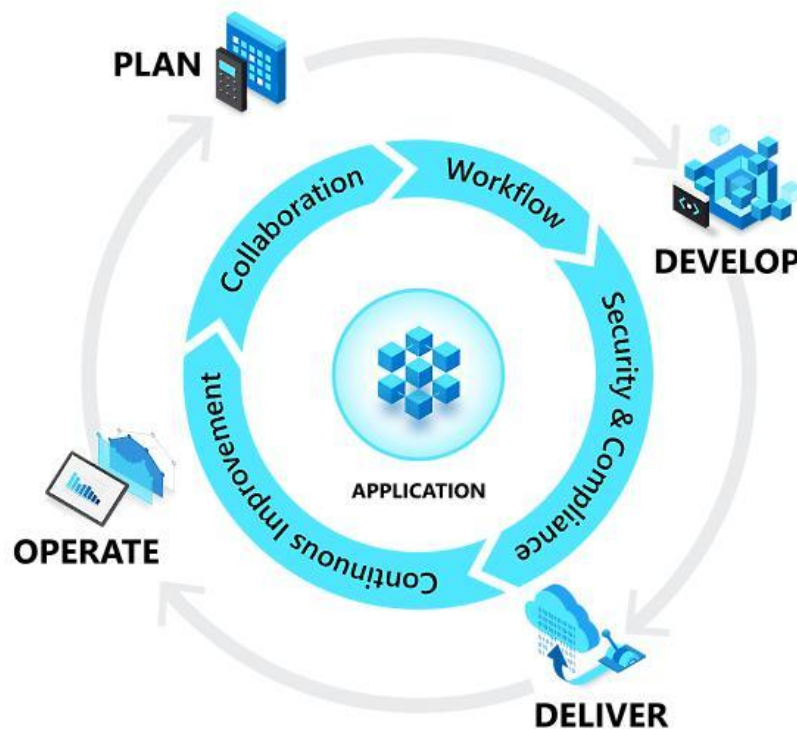 PLAN
DEVELOP
DELIVER
OPERATE
Collaboration
Workflow
Security & Compliance
Continuous Improvement
APPLICATION